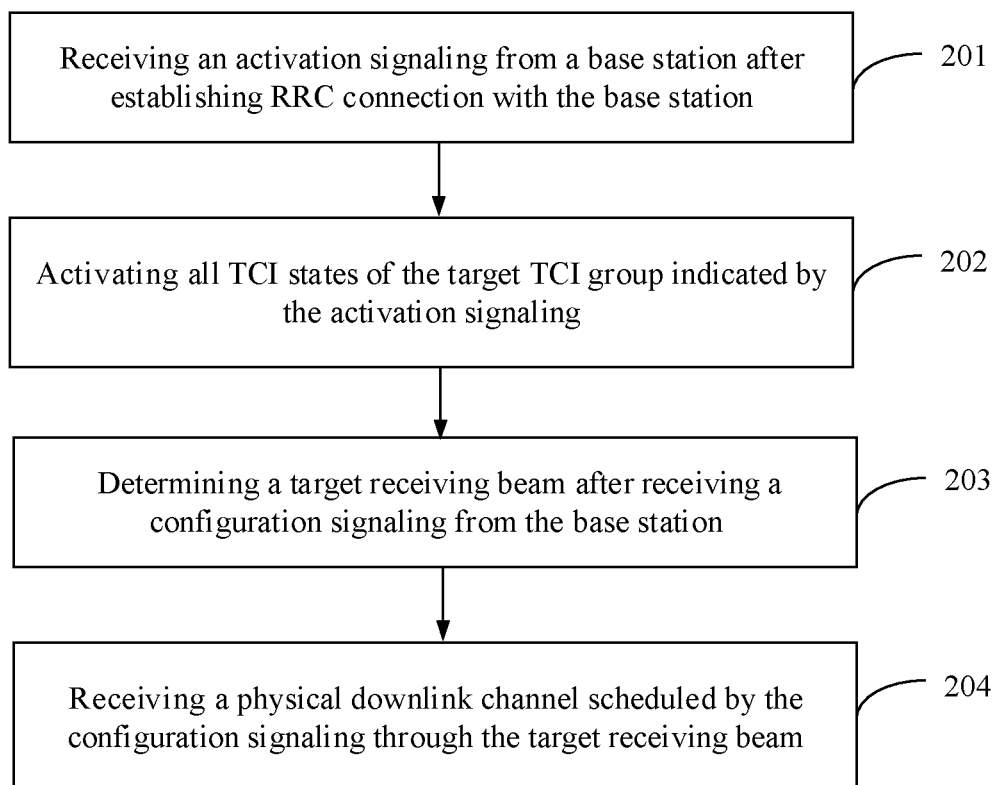 Receiving an activation signaling from a base station after
establishing RRC connection with the base station
201
Activating all TCI states of the target TCI group indicated by
the activation signaling
202
Determining a target receiving beam after receiving a
configuration signaling from the base station
203
Receiving a physical downlink channel scheduled by the
configuration signaling through the target receiving beam
204